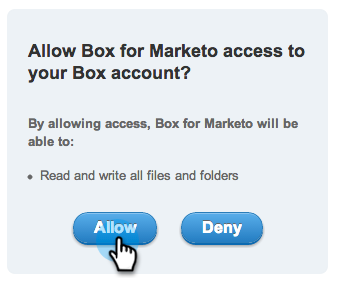 Allow Box for Marketo access to
your Box account?
By allowing access, Box for Marketo will be
able to:
• Read and write all files and folders
Allow
Deny